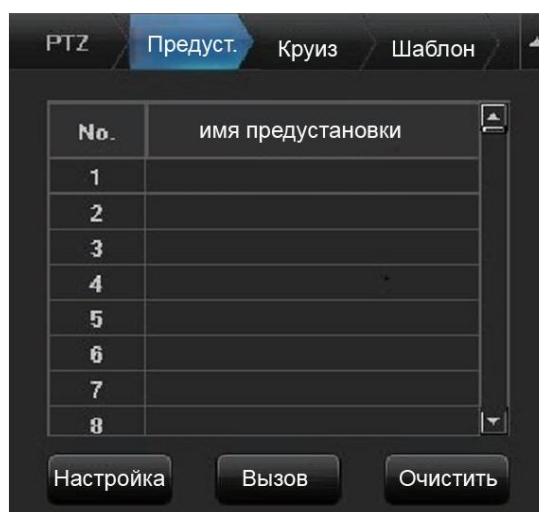 PTZ Предуст. Круиз Шаблон
No. имя предустановки
1
2
3
4
5
6
7
8
Настройка Вызов Очистить